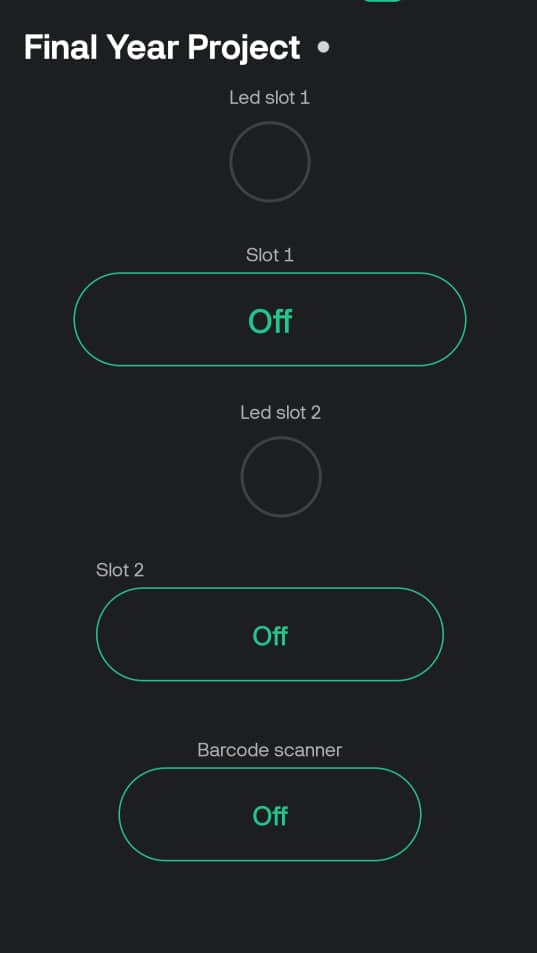 Final Year Project
Led slot 1
Slot 1
Off
Led slot 2
Slot 2
Off
Barcode scanner
Off